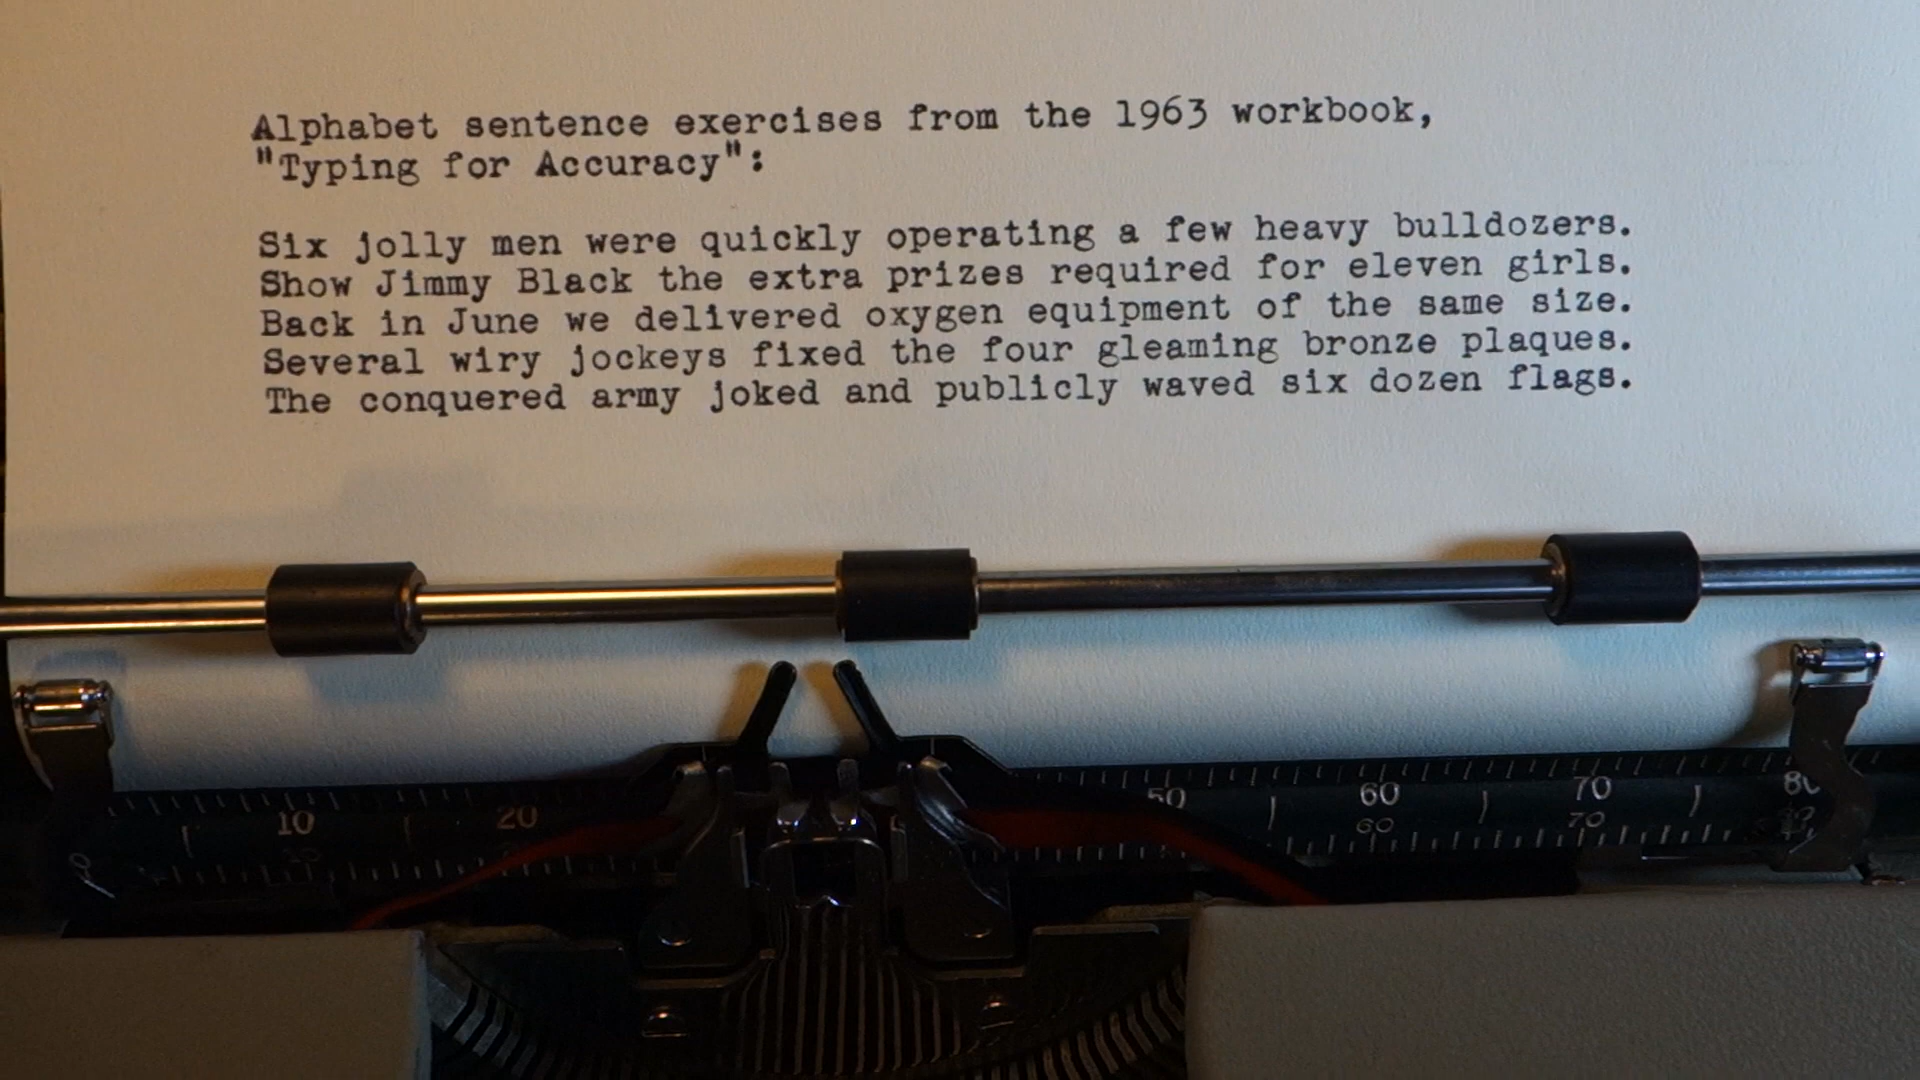 Alphabet sentence exercises from the 1963 workbook,
"Typing for Accuracy":
Six jolly men were quickly operating a few heavy bulldozers.
Show Jimmy Black the extra prizes required for eleven girls.
Back in June we delivered oxygen equipment of the same size.
Several wiry jockeys fixed the four gleaming bronze plaques.
The conquered army joked and publicly waved six dozen flags.
0 10 20 50 60 70 80
60 70